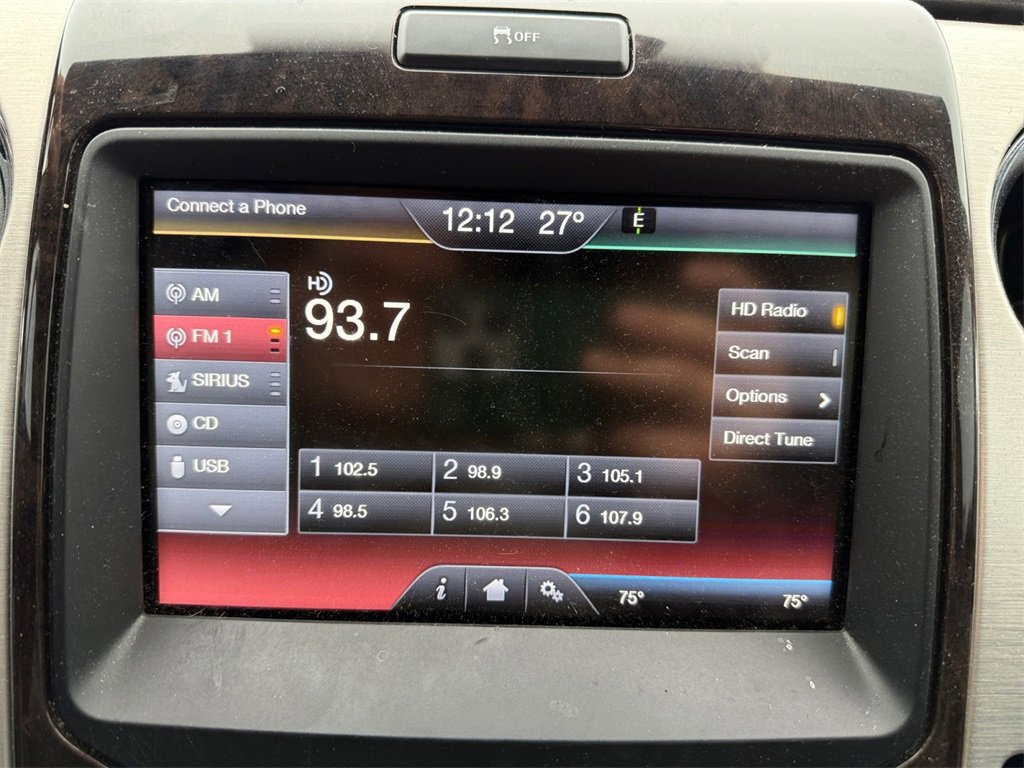 OFF
Connect a Phone
12:12 27° E
HD
93.7
AM
FM 1
SIRIUS
CD
USB
HD Radio
Scan
Options
Direct Tune
1 102.5 2 98.9 3 105.1
4 98.5 5 106.3 6 107.9
i
75° 75°